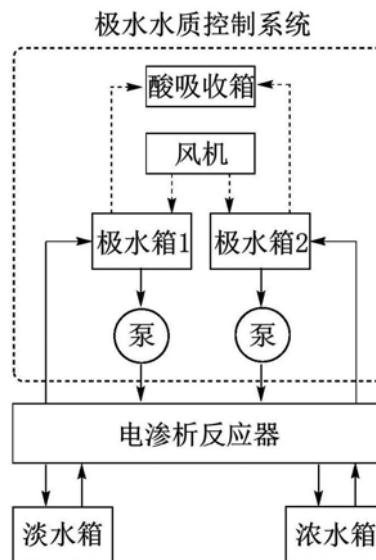 极水水质控制系统
酸吸收箱
风机
极水箱1
极水箱2
泵
泵
电渗析反应器
淡水箱
浓水箱